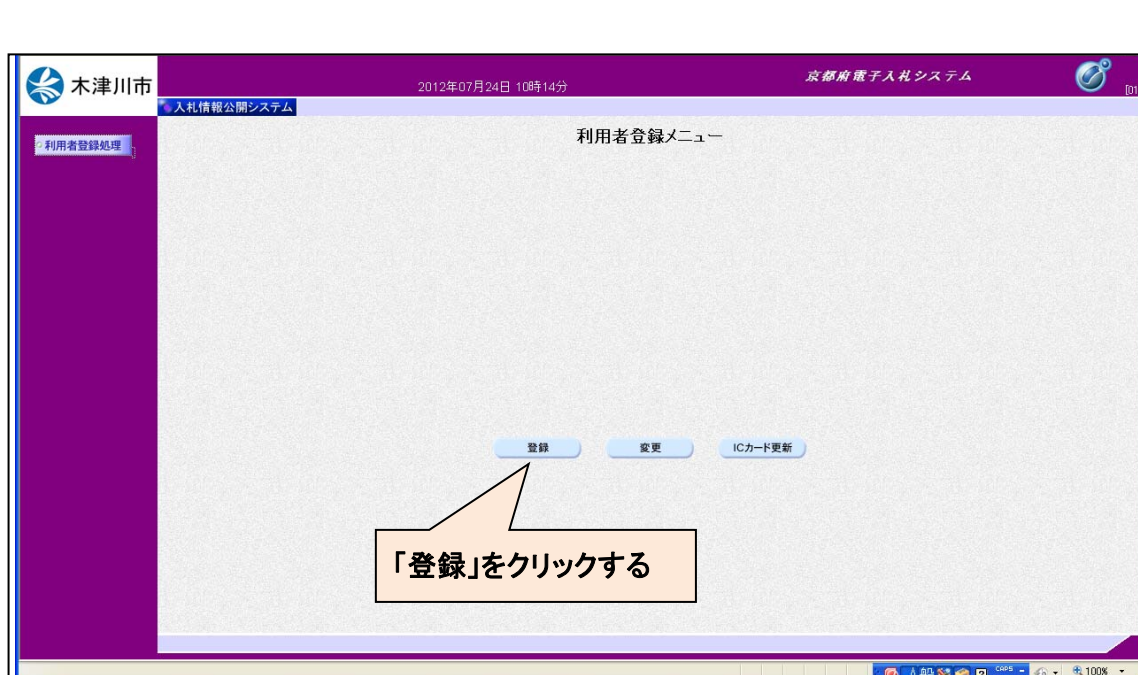 木津川市
2012年07月24日 10時14分
京都府電子入札システム
入札情報公開システム
利用者登録処理
利用者登録メニュー
登録
変更
ICカード更新
「登録」をクリックする
CAPS
100%